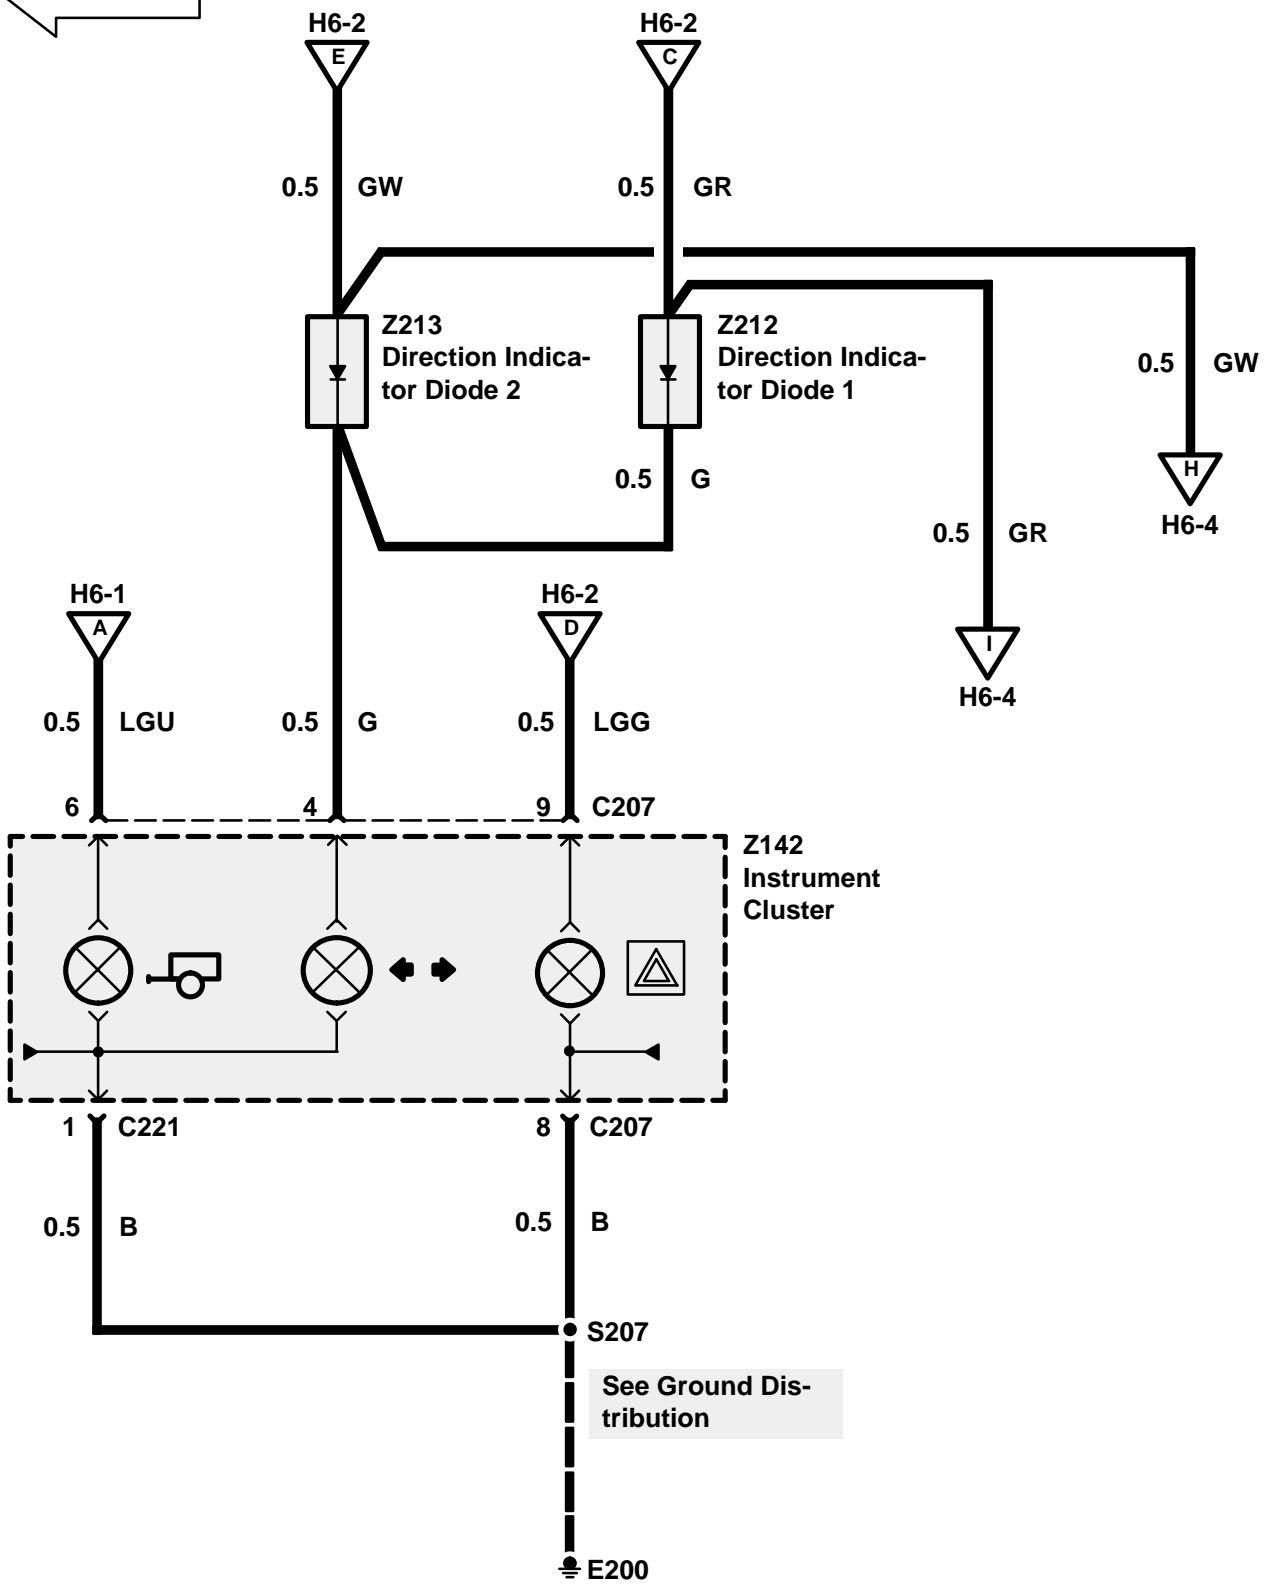 H6-2 H6-2
E C
0.5 GW 0.5 GR
Z213 Z212
Direction Indica- Direction Indica-
tor Diode 2 tor Diode 1
0.5 GW
H
H6-4
0.5 G
0.5 GR
I
H6-4
H6-1 H6-2
A D
0.5 LGU 0.5 G 0.5 LGG
6 4 9 C207
Z142
Instrument
Cluster
1 C221 8 C207
0.5 B 0.5 B
S207
See Ground Dis-
tribution
E200